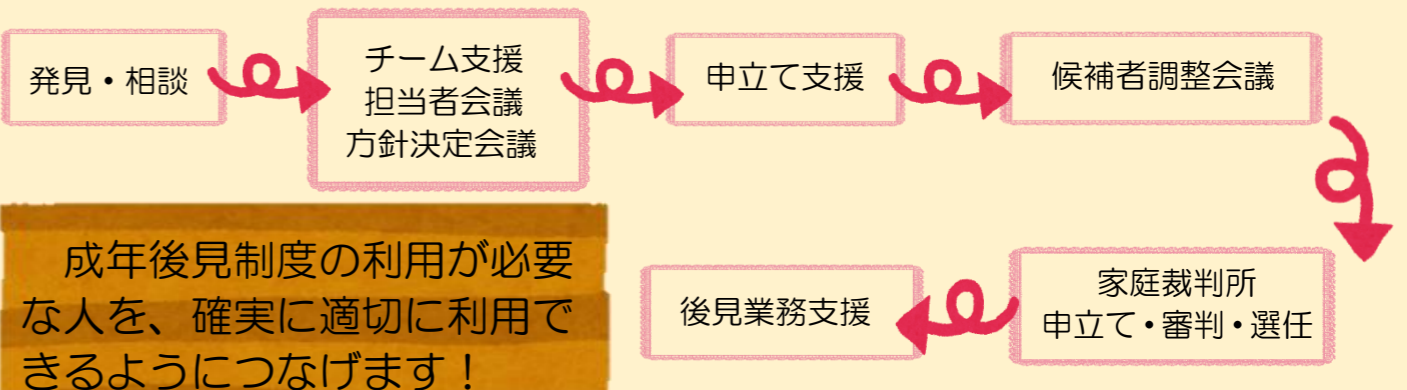 発見・相談
チーム支援
担当者会議
方針決定会議
申立て支援
候補者調整会議
家庭裁判所
申立て・審判・選任
後見業務支援
　成年後見制度の利用が必要
な人を、確実に適切に利用で
きるようにつなげます！